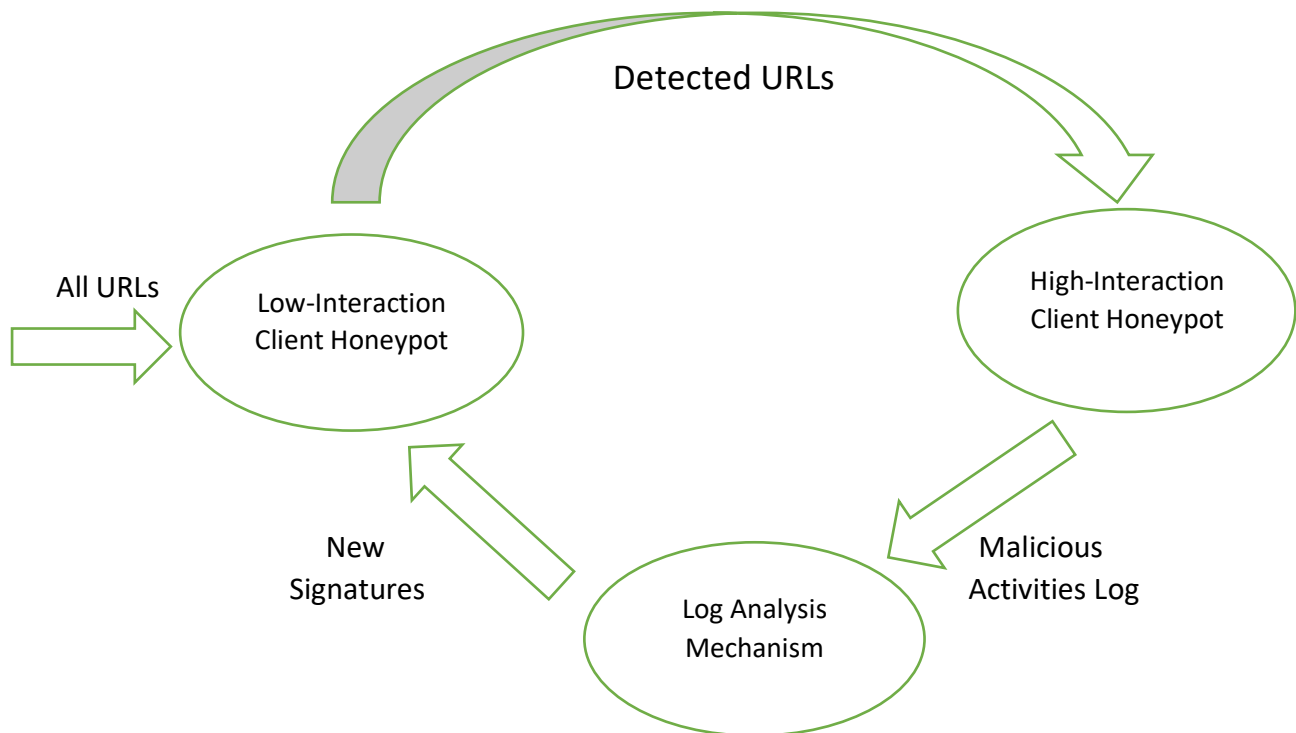 Detected URLs
All URLs
Low-Interaction
Client Honeypot
High-Interaction
Client Honeypot
New
Signatures
Malicious
Activities Log
Log Analysis
Mechanism